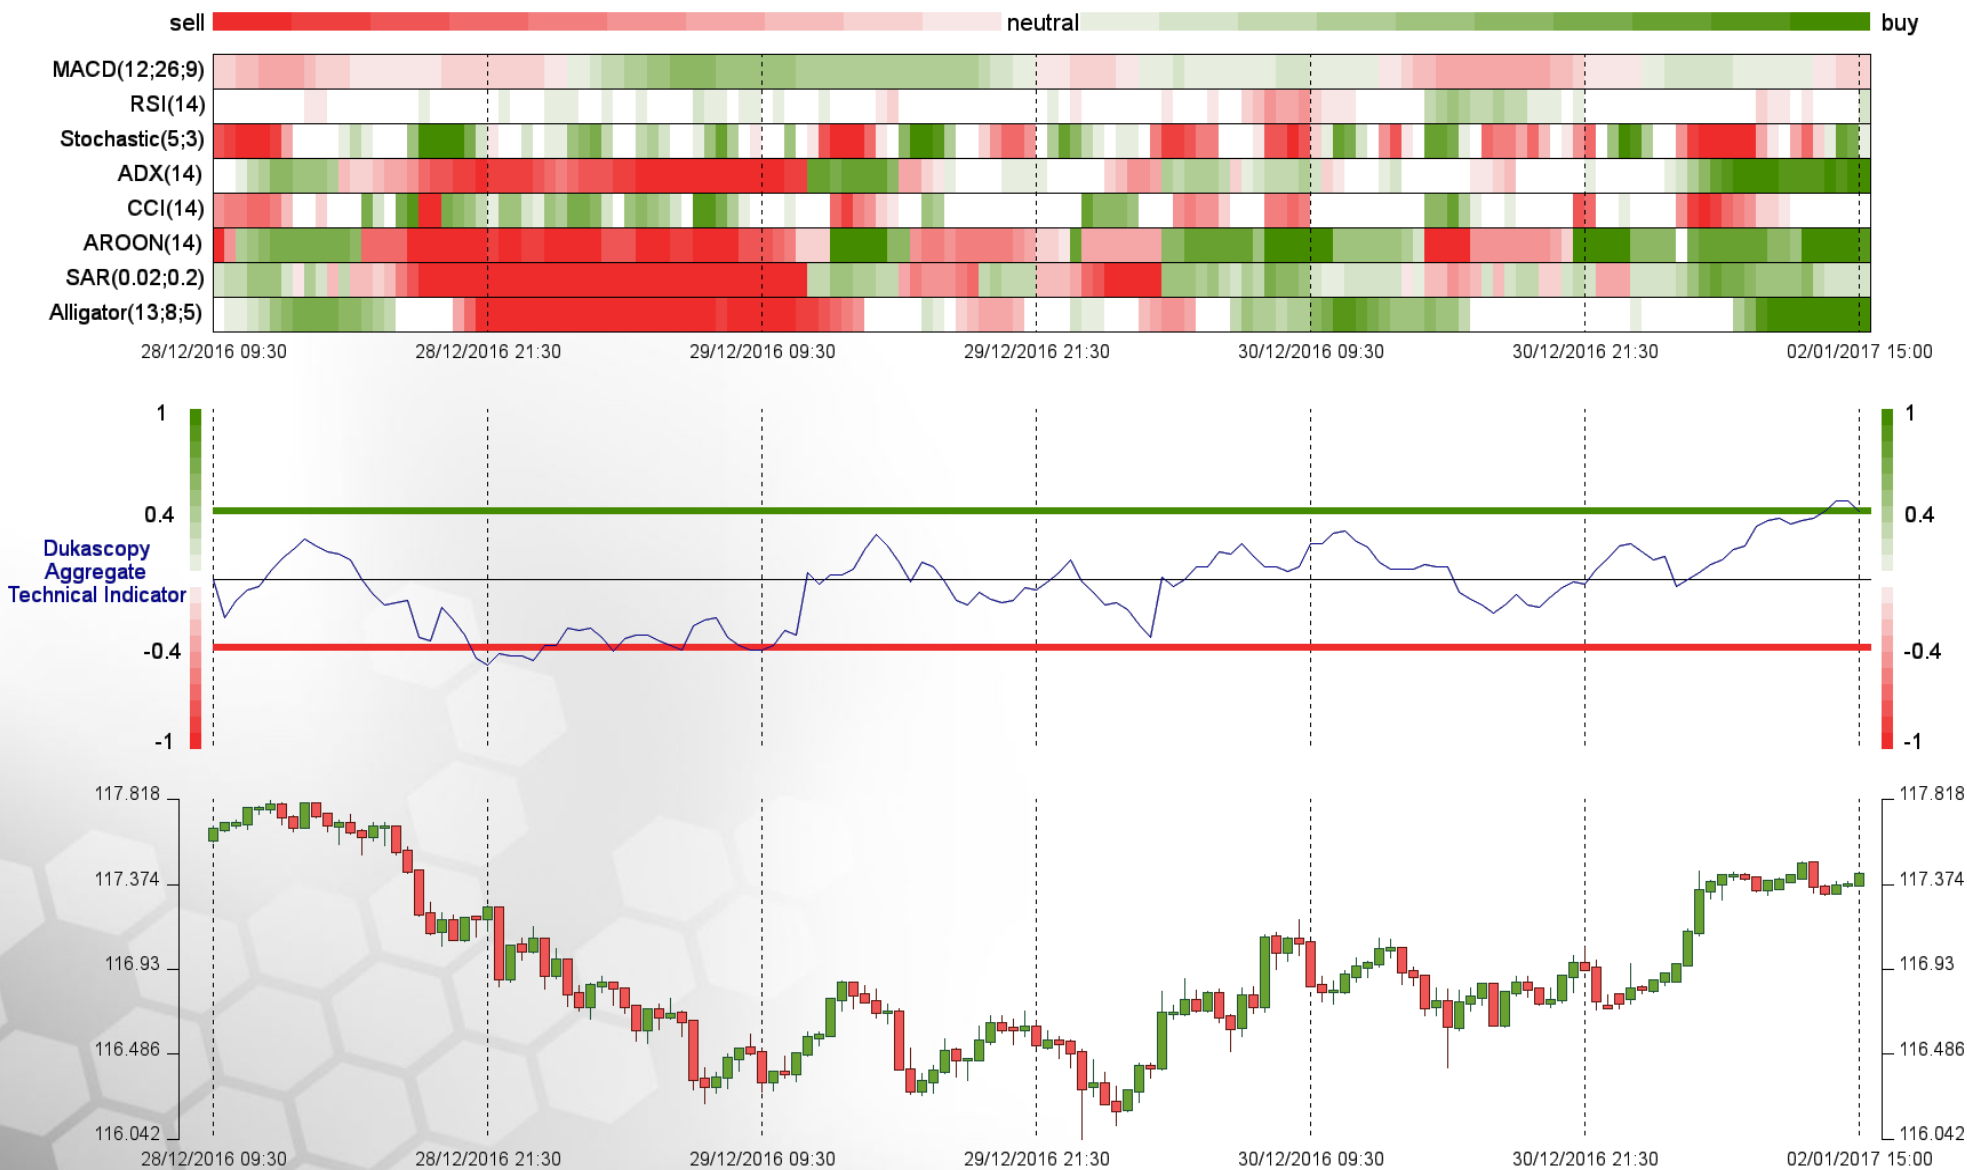 sell neutral buy
MACD(12;26;9)
RSI(14)
Stochastic(5;3)
ADX(14)
CCI(14)
AROON(14)
SAR(0.02;0.2)
Alligator(13;8;5)
28/12/2016 09:30 28/12/2016 21:30 29/12/2016 09:30 29/12/2016 21:30 30/12/2016 09:30 30/12/2016 21:30 02/01/2017 15:00
1 1
0.4 0.4
Dukascopy
Aggregate
Technical Indicator
-0.4 -0.4
-1 -1
117.818 117.818
117.374 117.374
116.93 116.93
116.486 116.486
116.042 116.042
28/12/2016 09:30 28/12/2016 21:30 29/12/2016 09:30 29/12/2016 21:30 30/12/2016 09:30 30/12/2016 21:30 02/01/2017 15:00